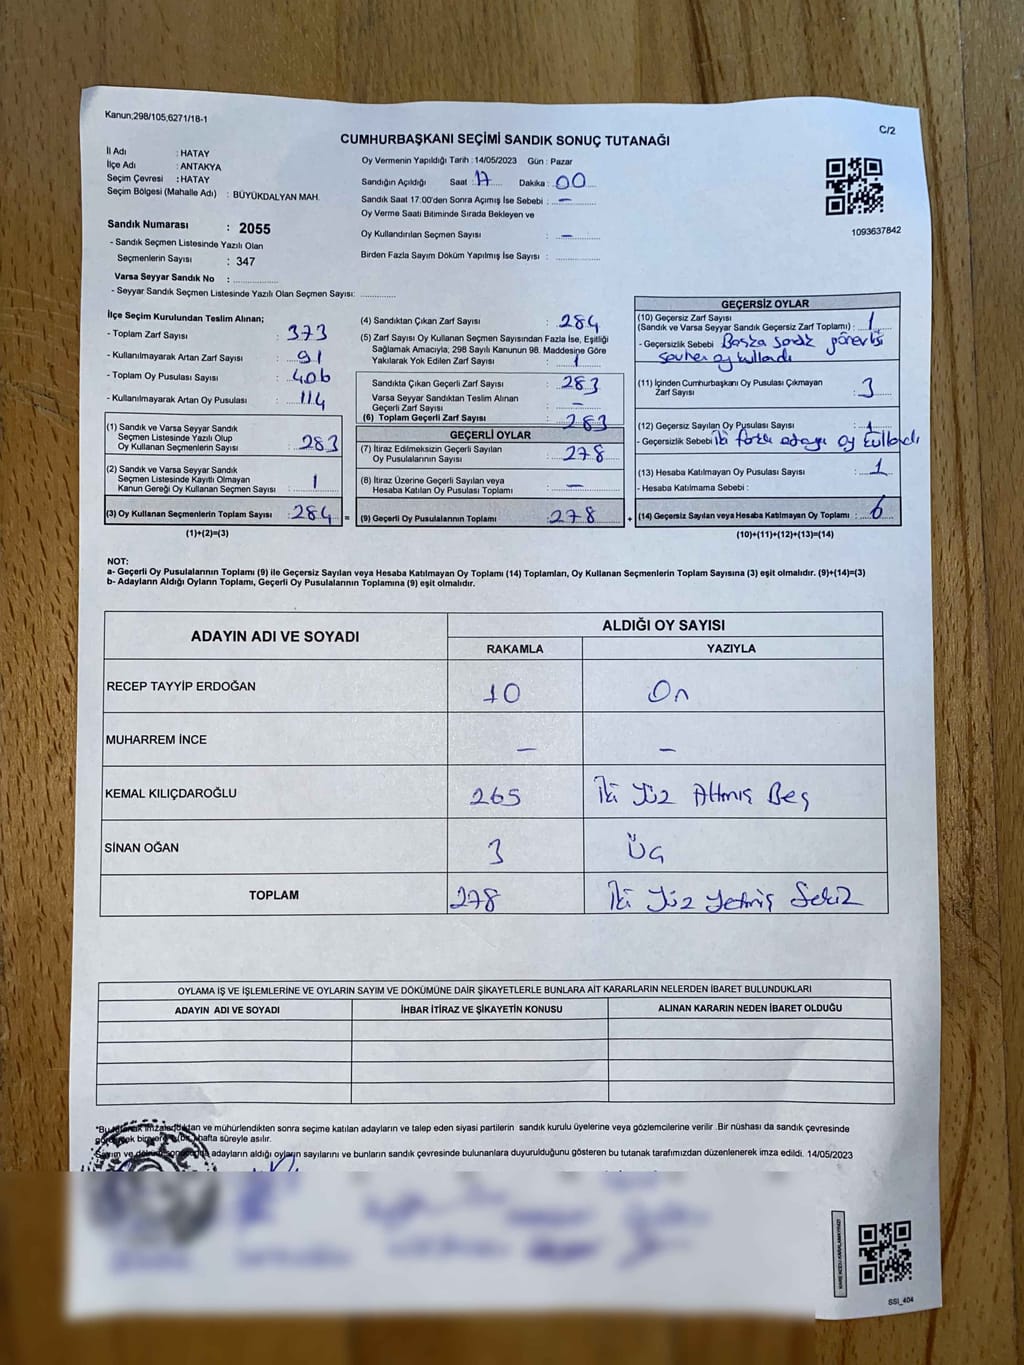 Kanun;298/105,6271/18-1
C/2
CUMHURBAŞKANI SEÇİMİ SANDIK SONUÇ TUTANAĞI
İl Adı : HATAY
İlçe Adı : ANTAKYA
Seçim Çevresi : HATAY
Seçim Bölgesi (Mahalle Adı) : BÜYÜKDALYAN MAH.
Sandık Numarası : 2055
- Sandık Seçmen Listesinde Yazılı Olan
Seçmenlerin Sayısı : 347
Varsa Seyyar Sandık No :
- Seyyar Sandık Seçmen Listesinde Yazılı Olan Seçmen Sayısı:
Oy Vermenin Yapıldığı Tarih : 14/05/2023 Gün : Pazar
Sandığın Açıldığı Saat : 17 Dakika : 00
Sandık Saat 17:00'den Sonra Açımış İse Sebebi : -
Oy Verme Saati Bitiminde Sırada Bekleyen ve
Oy Kullandırılan Seçmen Sayısı : -
Birden Fazla Sayım Döküm Yapılmış İse Sayısı :
1093637842
İlçe Seçim Kurulundan Teslim Alınan;
- Toplam Zarf Sayısı : 373
- Kullanılmayarak Artan Zarf Sayısı : 91
- Toplam Oy Pusulası Sayısı : 406
- Kullanılmayarak Artan Oy Pusulası : 114
(1) Sandık ve Varsa Seyyar Sandık
Seçmen Listesinde Yazılı Olup
Oy Kullanan Seçmenlerin Sayısı : 283
(2) Sandık ve Varsa Seyyar Sandık
Seçmen Listesinde Kayıtlı Olmayan
Kanun Gereği Oy Kullanan Seçmen Sayısı : 1
(3) Oy Kullanan Seçmenlerin Toplam Sayısı : 284 =
(1)+(2)=(3)
(4) Sandıktan Çıkan Zarf Sayısı : 284
(5) Zarf Sayısı Oy Kullanan Seçmen Sayısından Fazla İse, Eşitliği
Sağlamak Amacıyla, 298 Sayılı Kanunun 98. Maddesine Göre
Yakılarak Yok Edilen Zarf Sayısı : 1
Sandıkta Çıkan Geçerli Zarf Sayısı : 283
Varsa Seyyar Sandıktan Teslim Alınan
Geçerli Zarf Sayısı : -
(6) Toplam Geçerli Zarf Sayısı : 283
GEÇERLİ OYLAR
(7) İtiraz Edilmeksizin Geçerli Sayılan
Oy Pusulalarının Sayısı : 278
(8) İtiraz Üzerine Geçerli Sayılan veya
Hesaba Katılan Oy Pusulası Toplamı : -
(9) Geçerli Oy Pusulalarının Toplamı : 278 +
GEÇERSİZ OYLAR
(10) Geçersiz Zarf Sayısı
(Sandık ve Varsa Seyyar Sandık Geçersiz Zarf Toplamı) : 1
- Geçersizlik Sebebi Başka sandık görevlisi
sevhen oy kullandı
(11) İçinden Cumhurbaşkanı Oy Pusulası Çıkmayan
Zarf Sayısı : 3
(12) Geçersiz Sayılan Oy Pusulası Sayısı : 1
- Geçersizlik Sebebi iki farklı adaya oy kullandı
(13) Hesaba Katılmayan Oy Pusulası Sayısı : 1
- Hesaba Katılmama Sebebi :
(14) Geçersiz Sayılan veya Hesaba Katılmayan Oy Toplamı : 6
(10)+(11)+(12)+(13)=(14)
NOT:
a- Geçerli Oy Pusulalarının Toplamı (9) ile Geçersiz Sayılan veya Hesaba Katılmayan Oy Toplamı (14) Toplamları, Oy Kullanan Seçmenlerin Toplam Sayısına (3) eşit olmalıdır. (9)+(14)=(3)
b- Adayların Aldığı Oyların Toplamı, Geçerli Oy Pusulalarının Toplamına (9) eşit olmalıdır.
ADAYIN ADI VE SOYADI
ALDIĞI OY SAYISI
RAKAMLA YAZIYLA
RECEP TAYYİP ERDOĞAN 10 On
MUHARREM İNCE - -
KEMAL KILIÇDAROĞLU 265 İki Yüz Altmış Beş
SİNAN OĞAN 3 Üç
TOPLAM 278 İki Yüz Yetmiş Sekiz
OYLAMA İŞ VE İŞLEMLERİNE VE OYLARIN SAYIM VE DÖKÜMÜNE DAİR ŞİKAYETLERLE BUNLARA AİT KARARLARIN NELERDEN İBARET BULUNDUKLARI
ADAYIN ADI VE SOYADI İHBAR İTİRAZ VE ŞİKAYETİN KONUSU ALINAN KARARIN NEDEN İBARET OLDUĞU
ve mühürlendikten sonra seçime katılan adayların ve talep eden siyasi partilerin sandık kurulu üyelerine veya gözlemcilerine verilir .Bir nüshası da sandık çevresinde
hafta süreyle asılır.
adayların aldığı oyların sayılarını ve bunların sandık çevresinde bulunanlara duyurulduğunu gösteren bu tutanak tarafımızdan düzenlenerek imza edildi. 14/05/2023
SSI_404